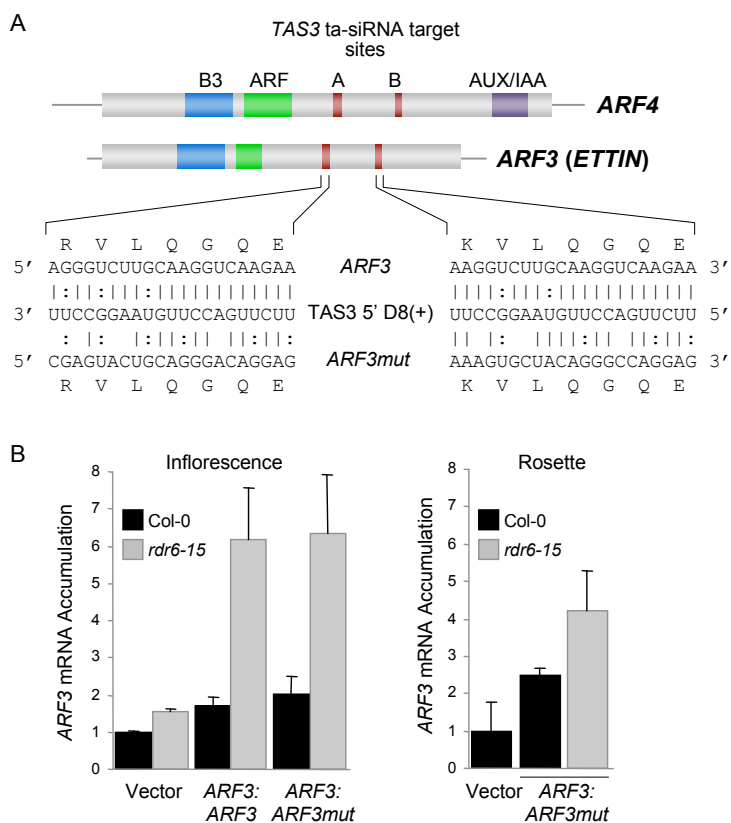 A
TAS3 ta-siRNA target
sites
B3 ARF A B AUX/IAA
ARF4
ARF3 (ETTIN)
R V L Q G Q E K V L Q G Q E
5′ AGGGUCUUGCAAGGUCAAGAA ARF3 AAGGUCUUGCAAGGUCAAGAA 3′
3′ UUCCGGAAUGUUCCAGUUCUU TAS3 5′ D8(+) UUCCGGAAUGUUCCAGUUCUU 5′
5′ CGAGUACUGCAGGGACAGGAG ARF3mut AAAGUGCUACAGGGCCAGGAG 3′
R V L Q G Q E K V L Q G Q E
B
Inflorescence
ARF3 mRNA Accumulation
8
7
6
5
4
3
2
1
0
Col-0
rdr6-15
Vector ARF3: ARF3:
ARF3 ARF3mut
Rosette
ARF3 mRNA Accumulation
8
7
6
5
4
3
2
1
0
Col-0
rdr6-15
Vector ARF3:
ARF3mut